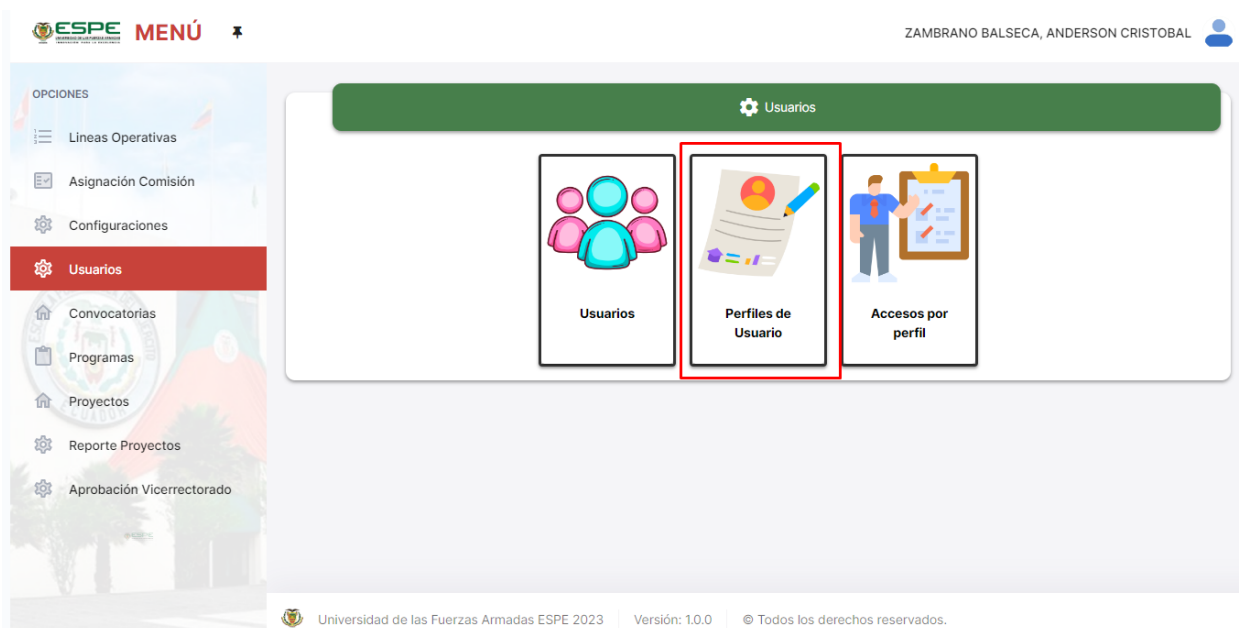 ESPE MENÚ
ZAMBRANO BALSECA, ANDERSON CRISTOBAL
OPCIONES
Lineas Operativas
Asignación Comisión
Configuraciones
Usuarios
Convocatorias
Programas
Proyectos
Reporte Proyectos
Aprobación Vicerrectorado
Usuarios
Usuarios
Perfiles de
Usuario
Accesos por
perfil
Universidad de las Fuerzas Armadas ESPE 2023
Versión: 1.0.0
© Todos los derechos reservados.